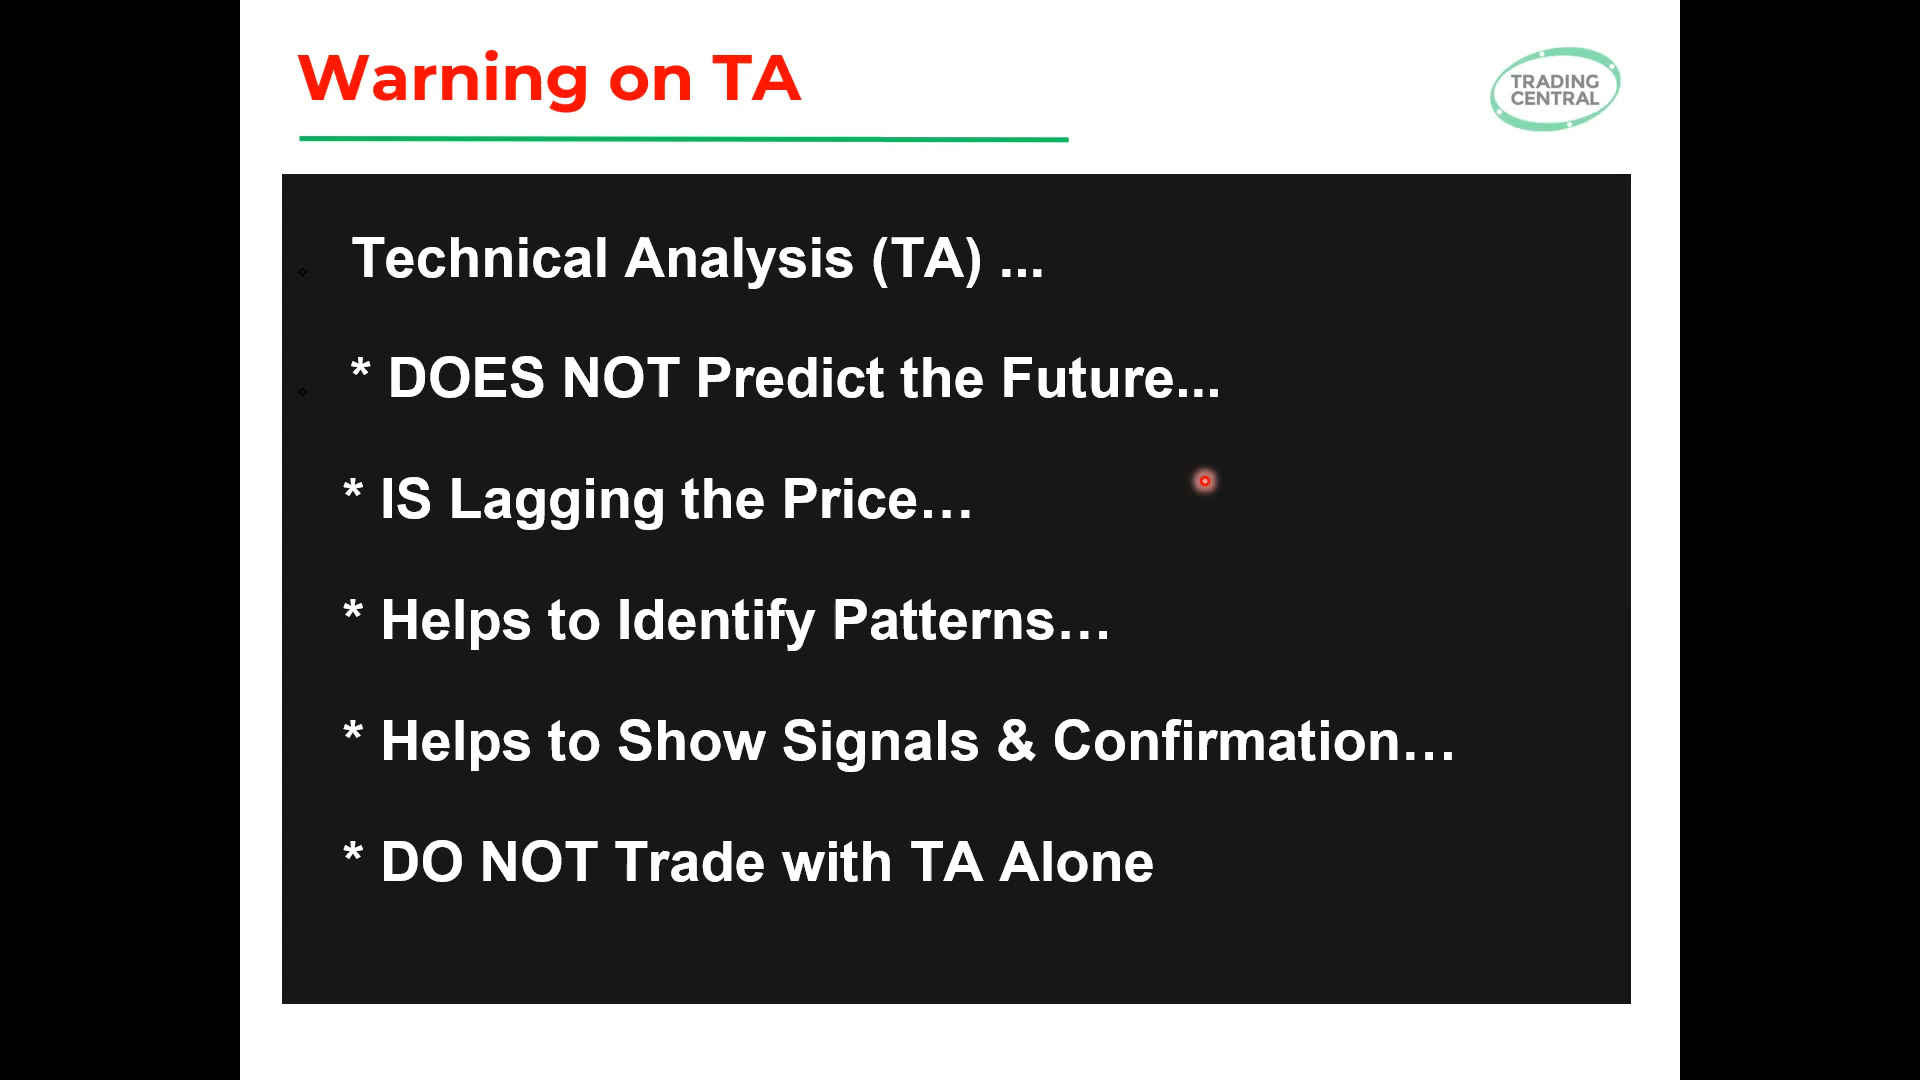 Warning on TA
TRADING
CENTRAL
Technical Analysis (TA) ...
* DOES NOT Predict the Future...
* IS Lagging the Price…
* Helps to Identify Patterns…
* Helps to Show Signals & Confirmation…
* DO NOT Trade with TA Alone